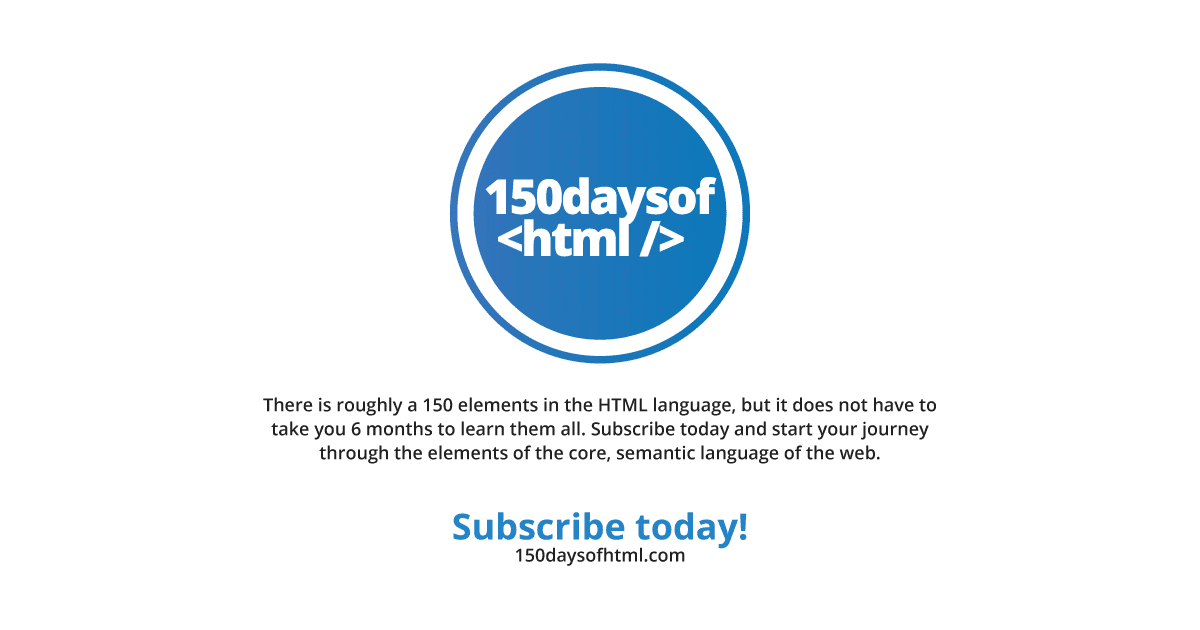 150daysof
<html />
There is roughly a 150 elements in the HTML language, but it does not have to
take you 6 months to learn them all. Subscribe today and start your journey
through the elements of the core, semantic language of the web.
Subscribe today!
150daysofhtml.com